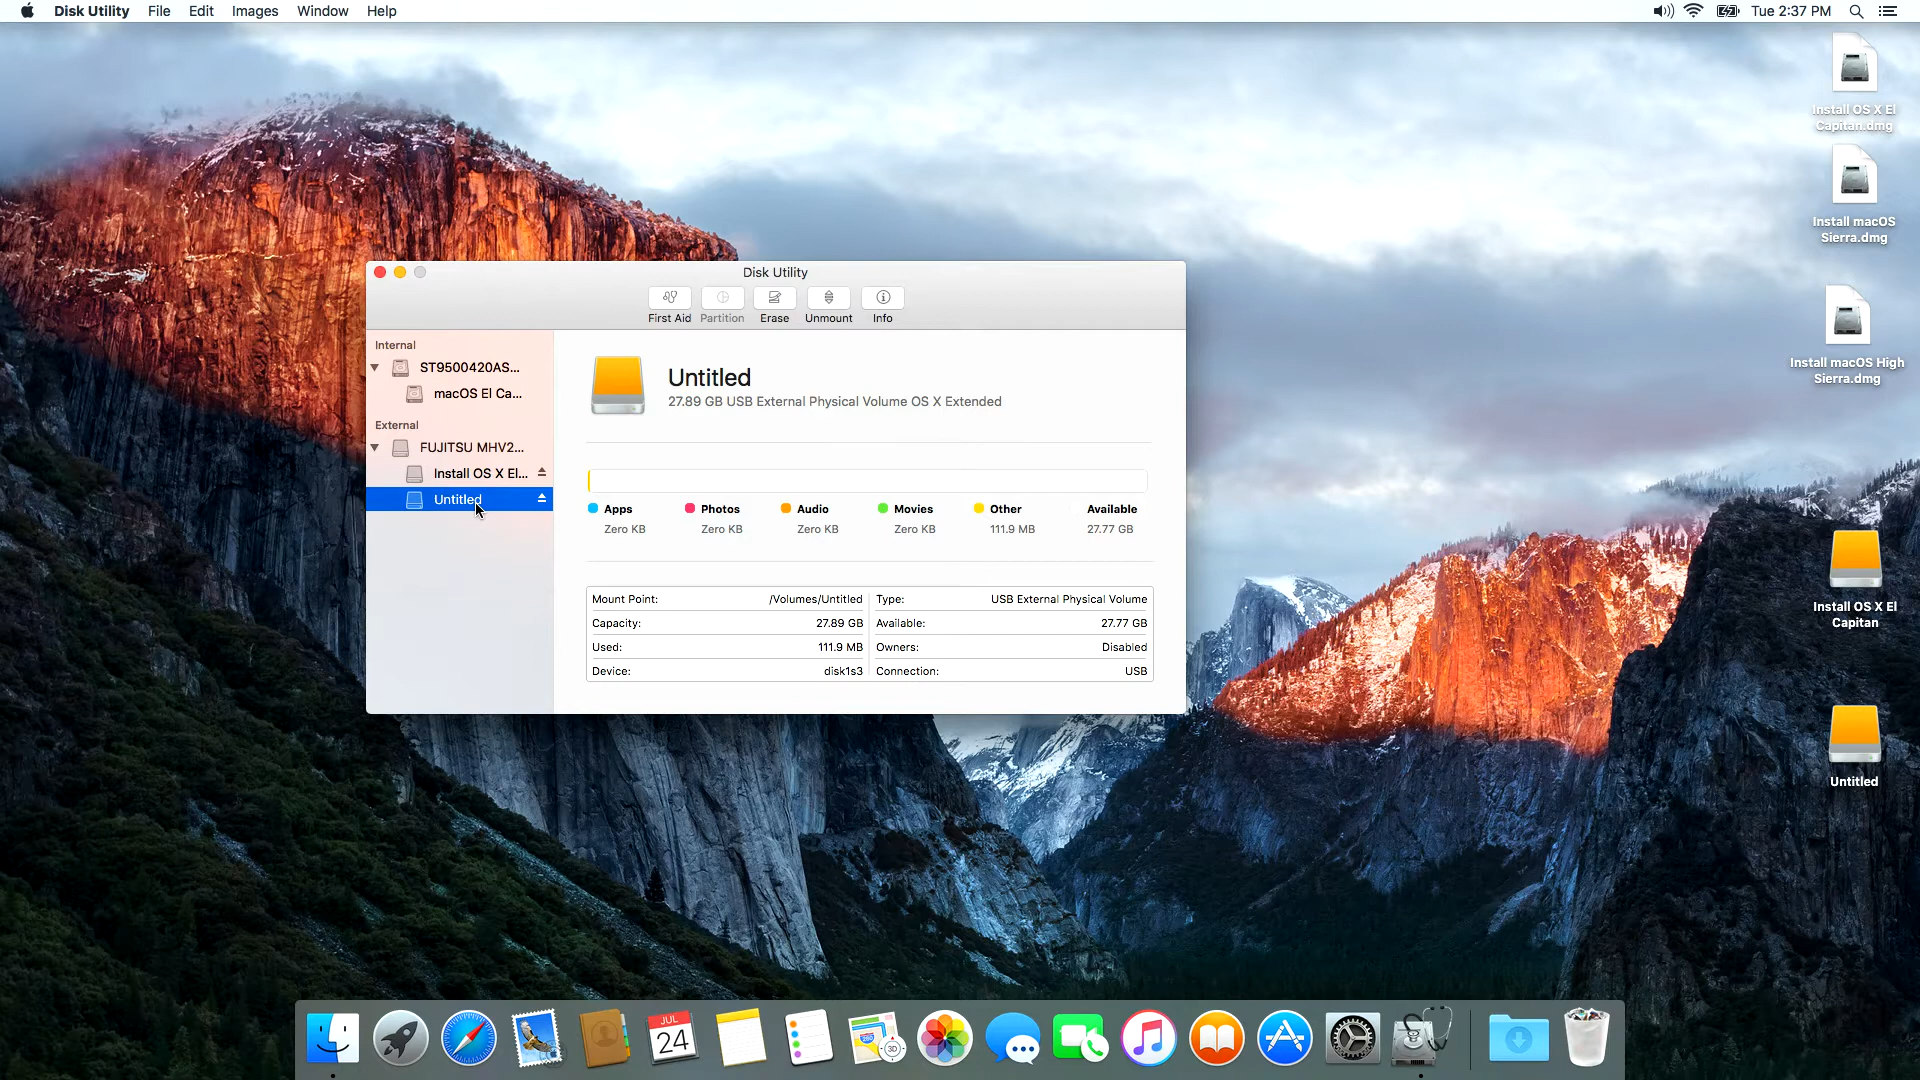 Disk Utility File Edit Images Window Help Tue 2:37 PM
Install OS X El
Capitan.dmg
Install macOS
Sierra.dmg
Install macOS High
Sierra.dmg
Install OS X El
Capitan
Untitled
Disk Utility
First Aid Partition Erase Unmount Info
Internal
ST9500420AS...
macOS El Ca...
External
FUJITSU MHV2...
Install OS X El...
Untitled
Untitled
27.89 GB USB External Physical Volume OS X Extended
Apps Photos Audio Movies Other Available
Zero KB Zero KB Zero KB Zero KB 111.9 MB 27.77 GB
Mount Point: /Volumes/Untitled Type: USB External Physical Volume
Capacity: 27.89 GB Available: 27.77 GB
Used: 111.9 MB Owners: Disabled
Device: disk1s3 Connection: USB
JUL
24
3D